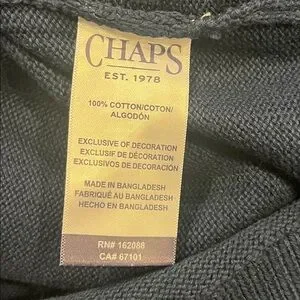 CHAPS
EST. 1978
100% COTTON/COTON/
ALGODÓN
EXCLUSIVE OF DECORATION
EXCLUSIF DE DÉCORATION
EXCLUSIVOS DE DECORACIÓN
MADE IN BANGLADESH
FABRIQUÉ AU BANGLADESH
HECHO EN BANGLADESH
RN# 162088
CA# 67101